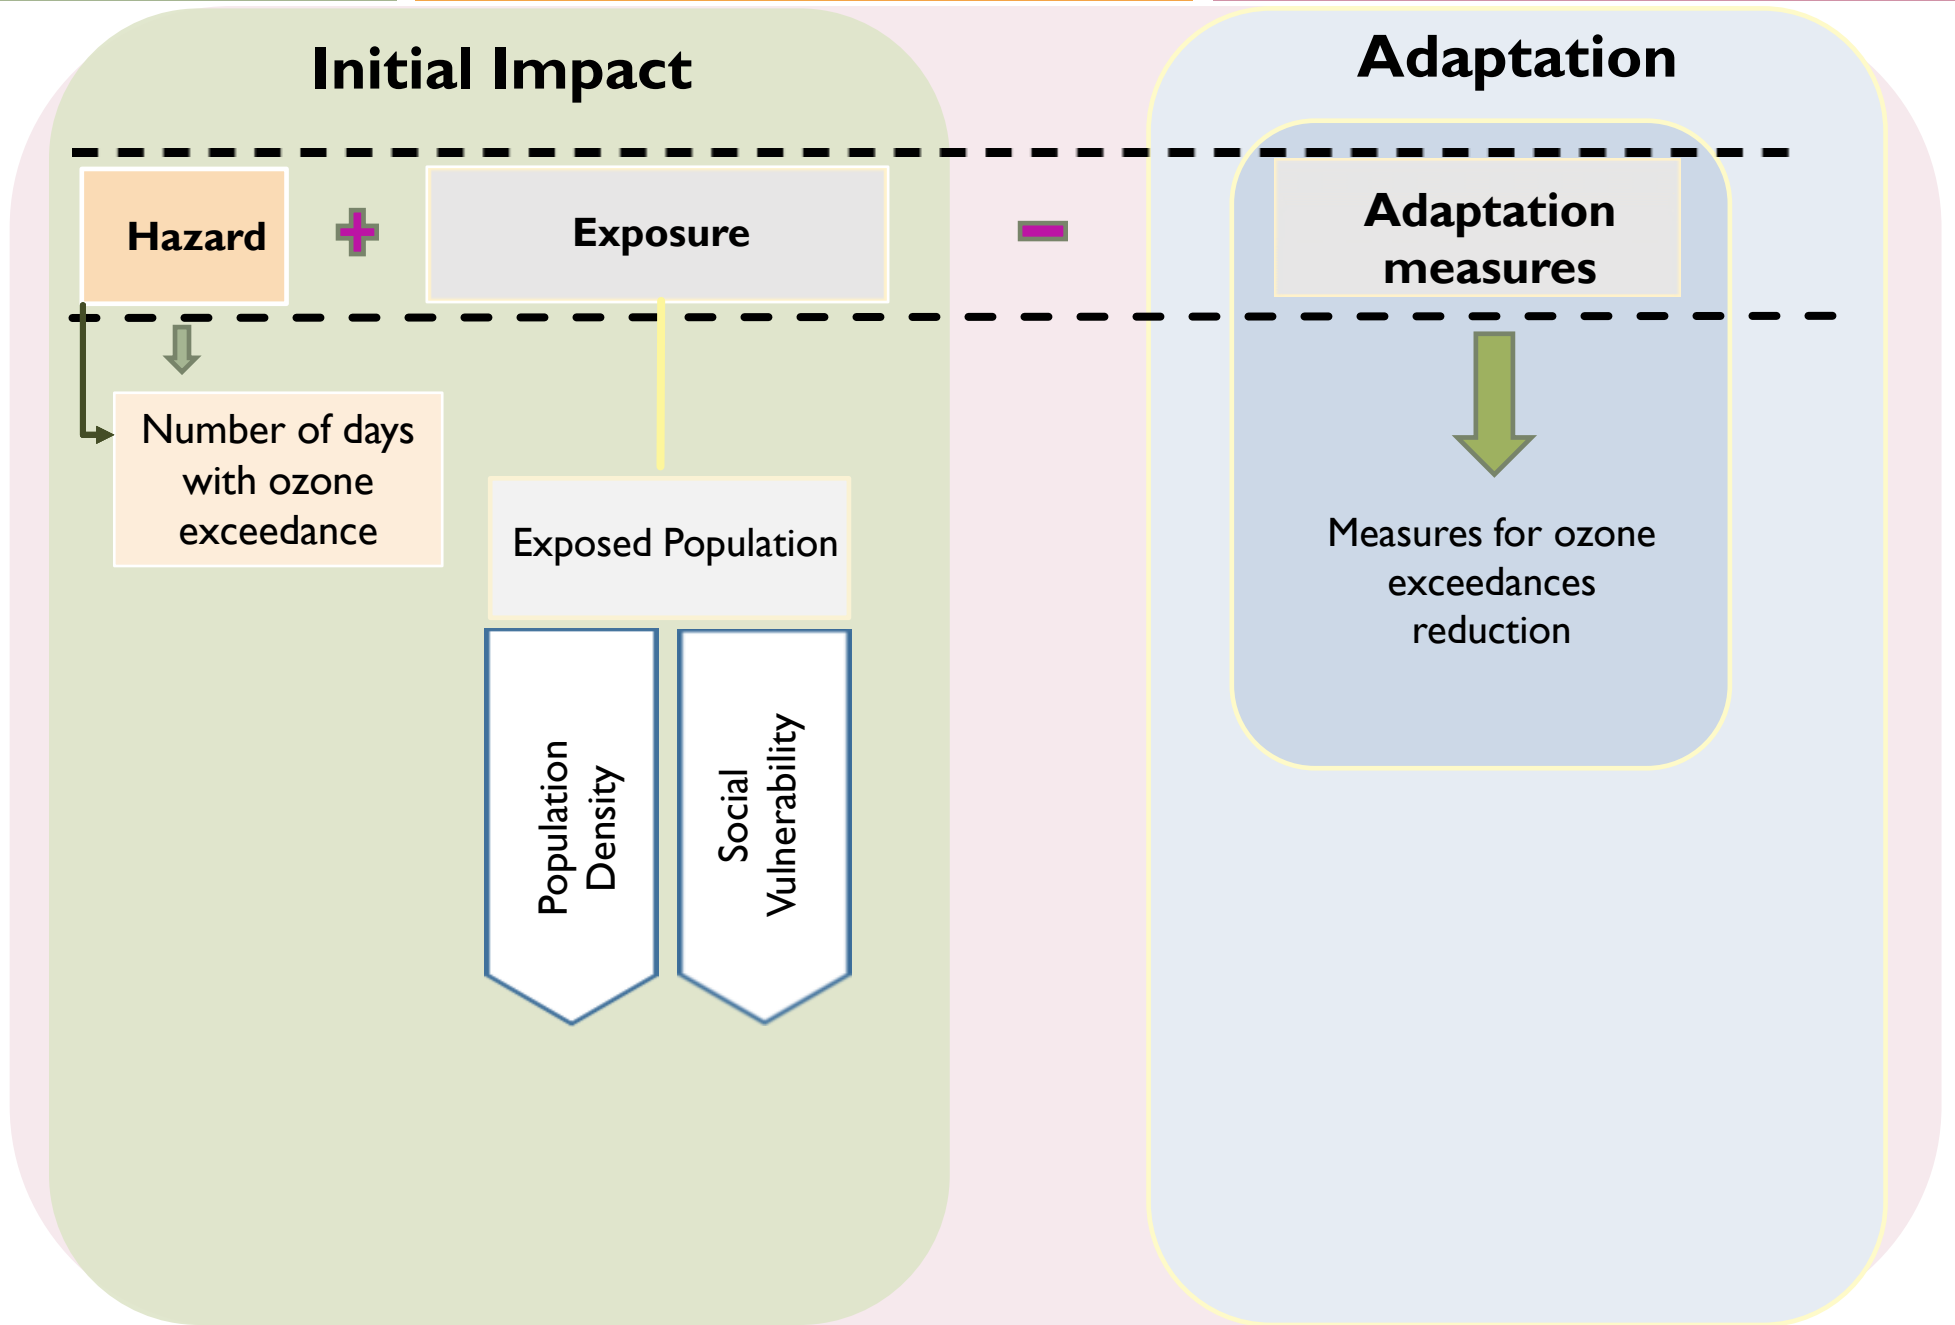 Initial Impact
Adaptation
Hazard
Exposure
Adaptation
measures
Number of days
with ozone
exceedance
Exposed Population
Population
Density
Social
Vulnerability
Measures for ozone
exceedances
reduction